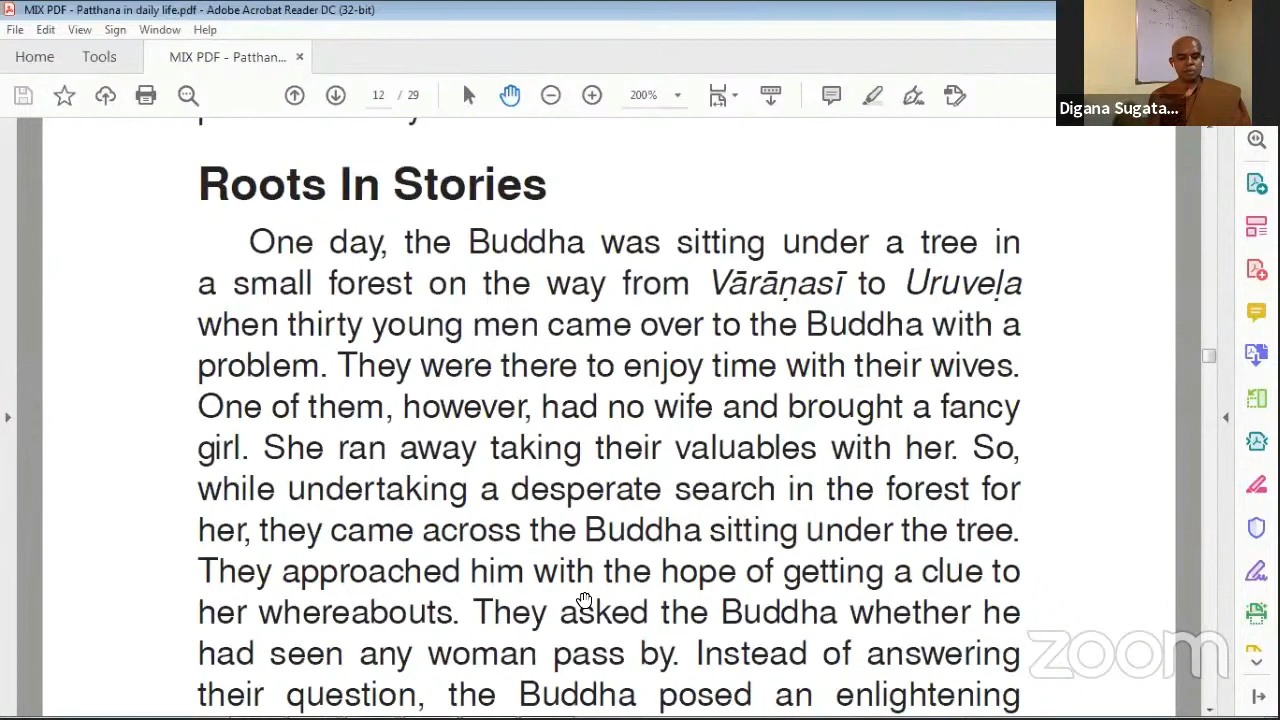 MIX PDF - Patthana in daily life.pdf - Adobe Acrobat Reader DC (32-bit)
File Edit View Sign Window Help
Home Tools MIX PDF - Patthan... ×
12 / 29 200%
Digana Sugata...
Roots In Stories
One day, the Buddha was sitting under a tree in
a small forest on the way from Vārāṇasī to Uruveḷa
when thirty young men came over to the Buddha with a
problem. They were there to enjoy time with their wives.
One of them, however, had no wife and brought a fancy
girl. She ran away taking their valuables with her. So,
while undertaking a desperate search in the forest for
her, they came across the Buddha sitting under the tree.
They approached him with the hope of getting a clue to
her whereabouts. They asked the Buddha whether he
had seen any woman pass by. Instead of answering
their question, the Buddha posed an enlightening
zoom